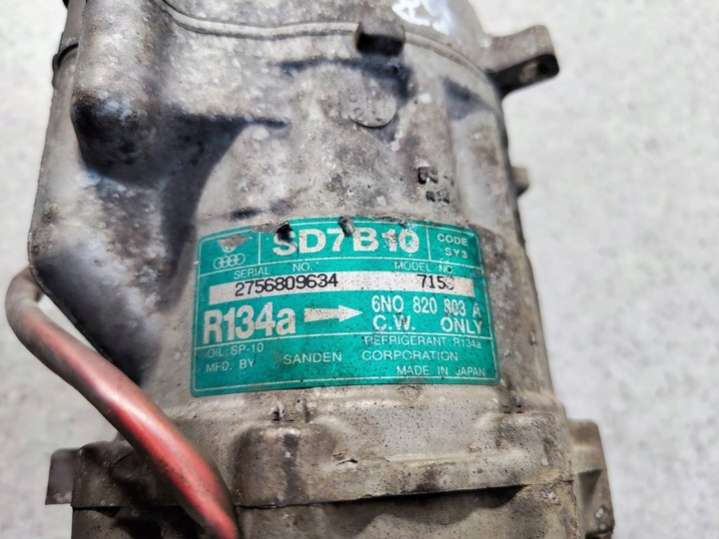 SD7B10
CODE
SY3
SERIAL NO. MODEL NO.
2756809634
R134a 6N0 820 803 A
C.W. ONLY
OIL: SP-10 REFRIGERANT: R134a
MFD. BY SANDEN CORPORATION
MADE IN JAPAN